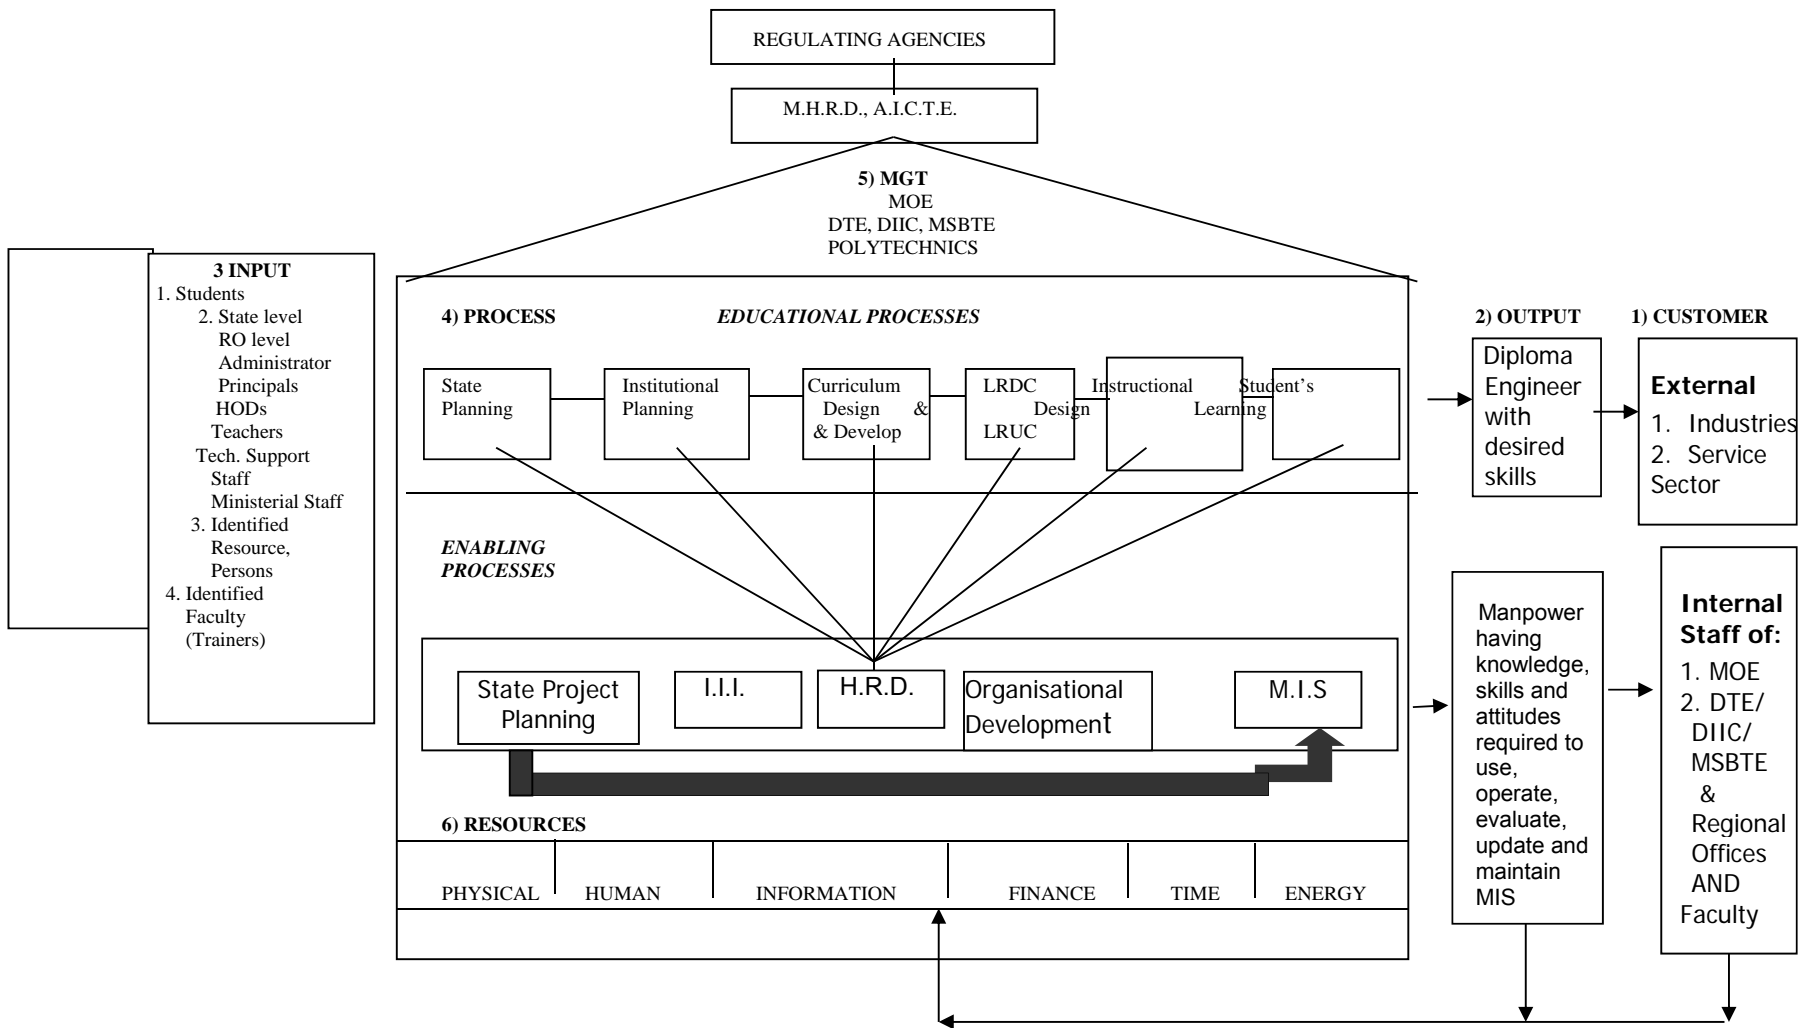 REGULATING AGENCIES
M.H.R.D., A.I.C.T.E.
5) MGT
MOE
DTE, DIIC, MSBTE
POLYTECHNICS
3 INPUT
1. Students
2. State level
RO level
Administrator
Principals
HODs
Teachers
Tech. Support
Staff
Ministerial Staff
3. Identified
Resource,
Persons
4. Identified
Faculty
(Trainers)
4) PROCESS
EDUCATIONAL PROCESSES
State
Planning
Institutional
Planning
Curriculum
Design &
& Develop
LRDC
LRUC
Instructional
Design
Student's
Learning
ENABLING
PROCESSES
State Project
Planning
I.I.I.
H.R.D.
Organisational
Development
M.I.S
6) RESOURCES
PHYSICAL
HUMAN
INFORMATION
FINANCE
TIME
ENERGY
2) OUTPUT
Diploma
Engineer
with
desired
skills
1) CUSTOMER
External
1. Industries
2. Service
Sector
Manpower
having
knowledge,
skills and
attitudes
required to
use,
operate,
evaluate,
update and
maintain
MIS
Internal
Staff of:
1. MOE
2. DTE/
DIIC/
MSBTE
&
Regional
Offices
AND
Faculty